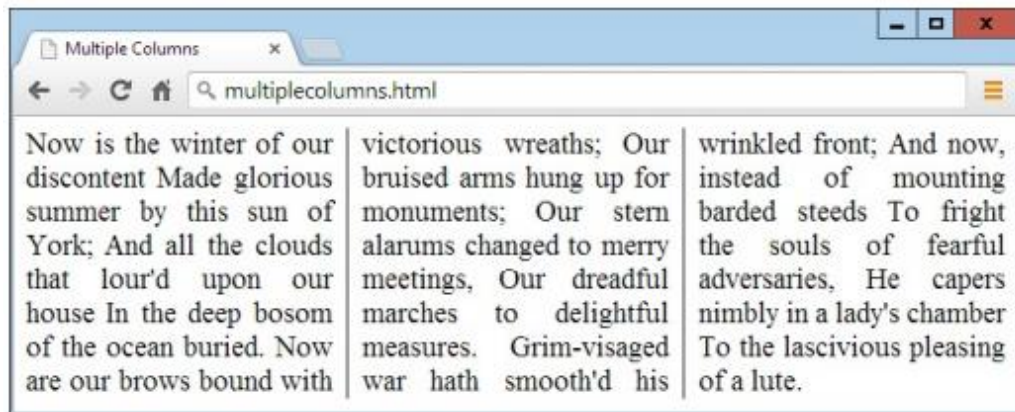 Multiple Columns
multiplecolumns.html
Now is the winter of our
discontent Made glorious
summer by this sun of
York; And all the clouds
that lour'd upon our
house In the deep bosom
of the ocean buried. Now
are our brows bound with
victorious wreaths; Our
bruised arms hung up for
monuments; Our stern
alarums changed to merry
meetings, Our dreadful
marches to delightful
measures. Grim-visaged
war hath smooth'd his
wrinkled front; And now,
instead of mounting
barded steeds To fright
the souls of fearful
adversaries, He capers
nimbly in a lady's chamber
To the lascivious pleasing
of a lute.